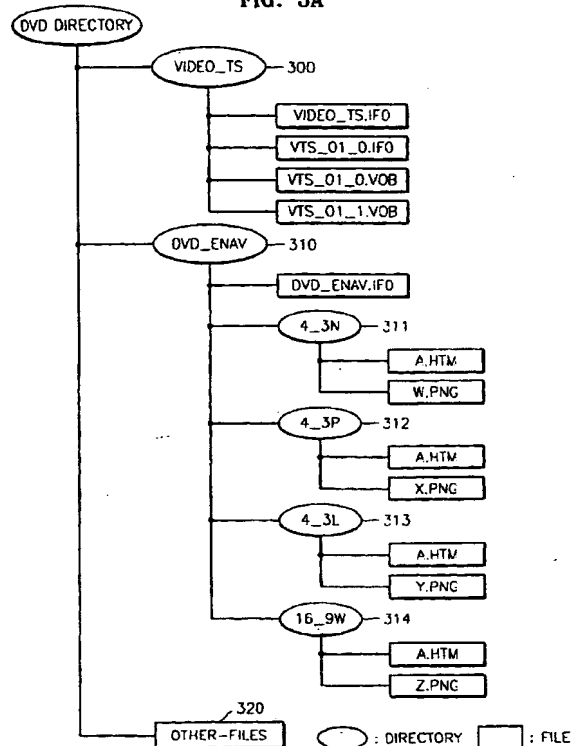 FIG. 3A
DVD DIRECTORY
VIDEO_TS 300
VIDEO_TS.IFO
VTS_01_0.IFO
VTS_01_0.VOB
VTS_01_1.VOB
DVD_ENAV 310
DVD_ENAV.IFO
4_3N 311
A.HTM
W.PNG
4_3P 312
A.HTM
X.PNG
4_3L 313
A.HTM
Y.PNG
16_9W 314
A.HTM
Z.PNG
320
OTHER-FILES : DIRECTORY : FILE